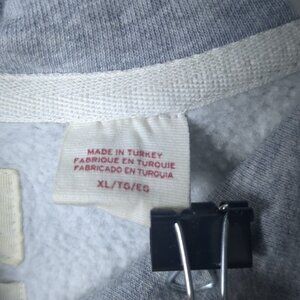 MADE IN TURKEY
FABRIQUE EN TURQUIE
FABRICADO EN TURQUIA
XL/TG/EG